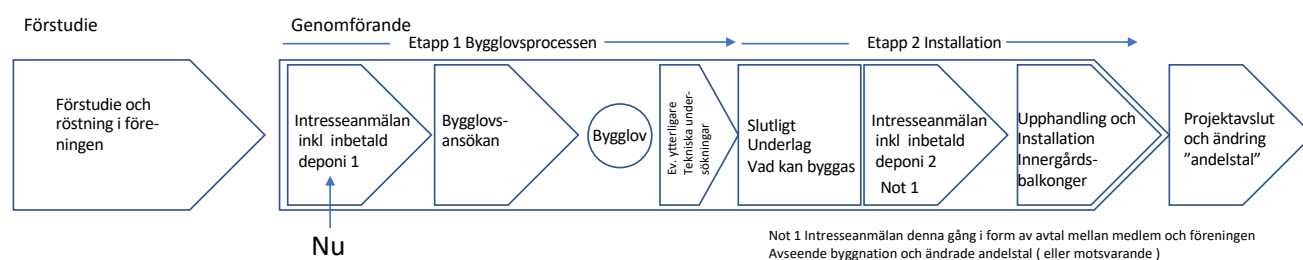 Förstudie
Genomförande
Etapp 1 Bygglovsprocessen
Etapp 2 Installation
Förstudie och
röstning i före-
ningen
Intresseanmälan
inkl inbetald
deponi 1
Bygglovs-
ansökan
Bygglov
Ev. ytterligare
Tekniska under-
sökningar
Slutligt
Underlag
Vad kan byggas
Intresseanmälan
inkl inbetald
deponi 2
Not 1
Upphandling och
Installation
Innergårds-
balkonger
Projektavslut
och ändring
”andelstal”
Nu
Not 1 Intresseanmälan denna gång i form av avtal mellan medlem och föreningen
Avseende byggnation och ändrade andelstal ( eller motsvarande )